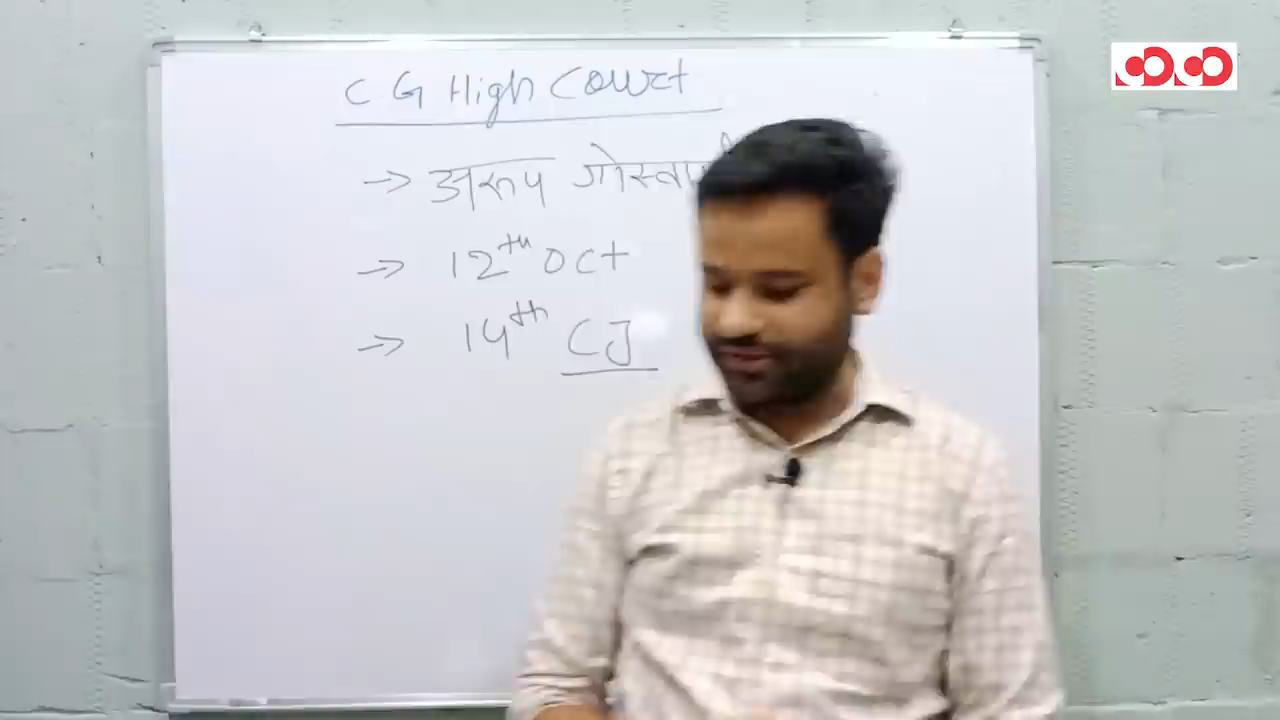 C G High Court
→ अरूप
→ 12th Oct
→ 14th CJ